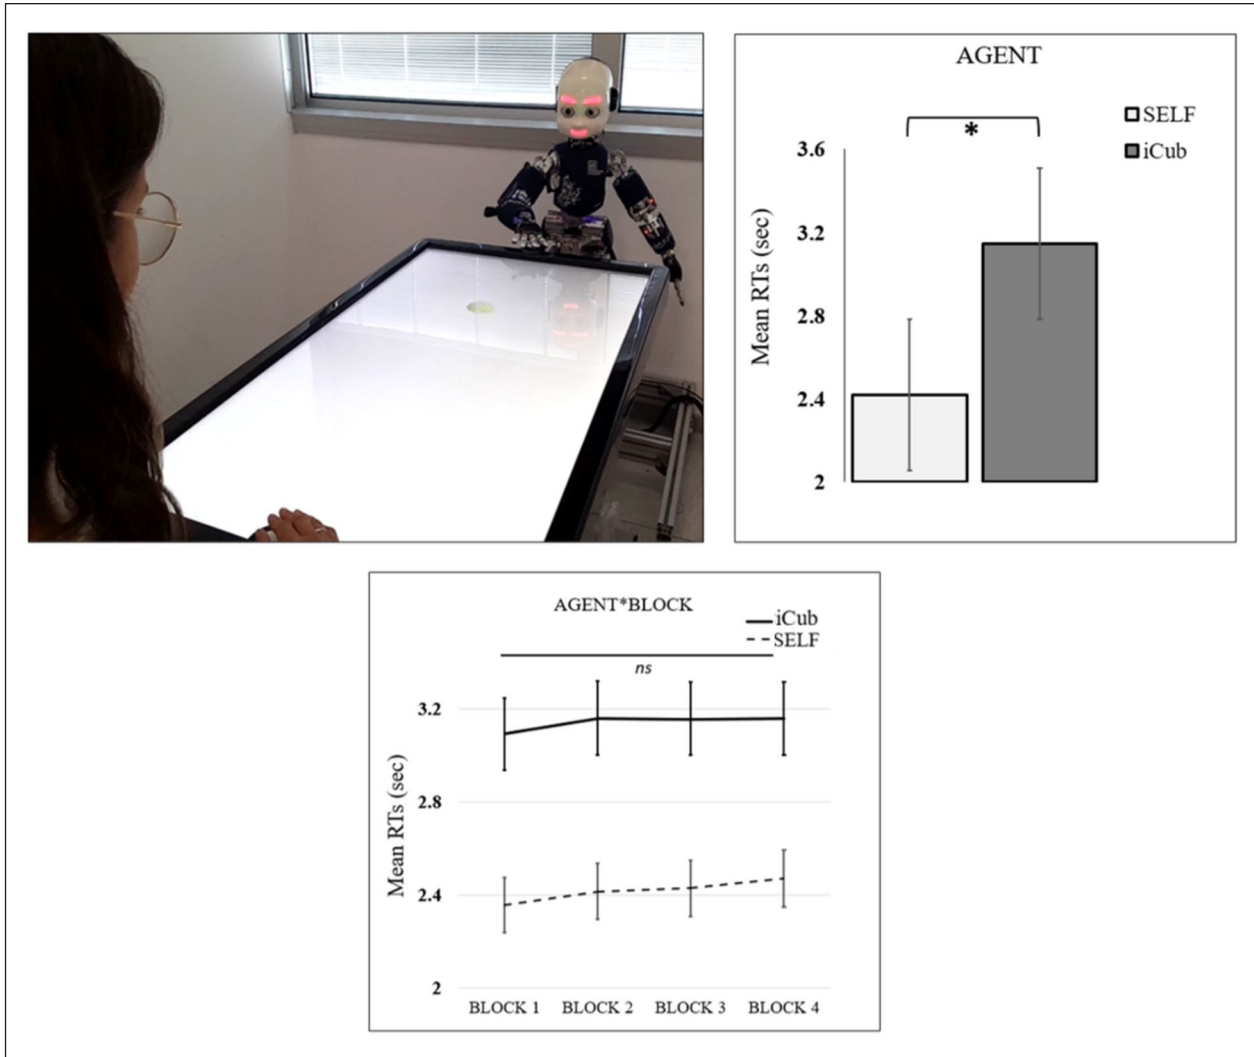 AGENT
SELF
iCub
*
3.6
3.2
2.8
2.4
2
Mean RTs (sec)
AGENT*BLOCK
iCub
SELF
ns
3.2
2.8
2.4
2
Mean RTs (sec)
BLOCK 1 BLOCK 2 BLOCK 3 BLOCK 4